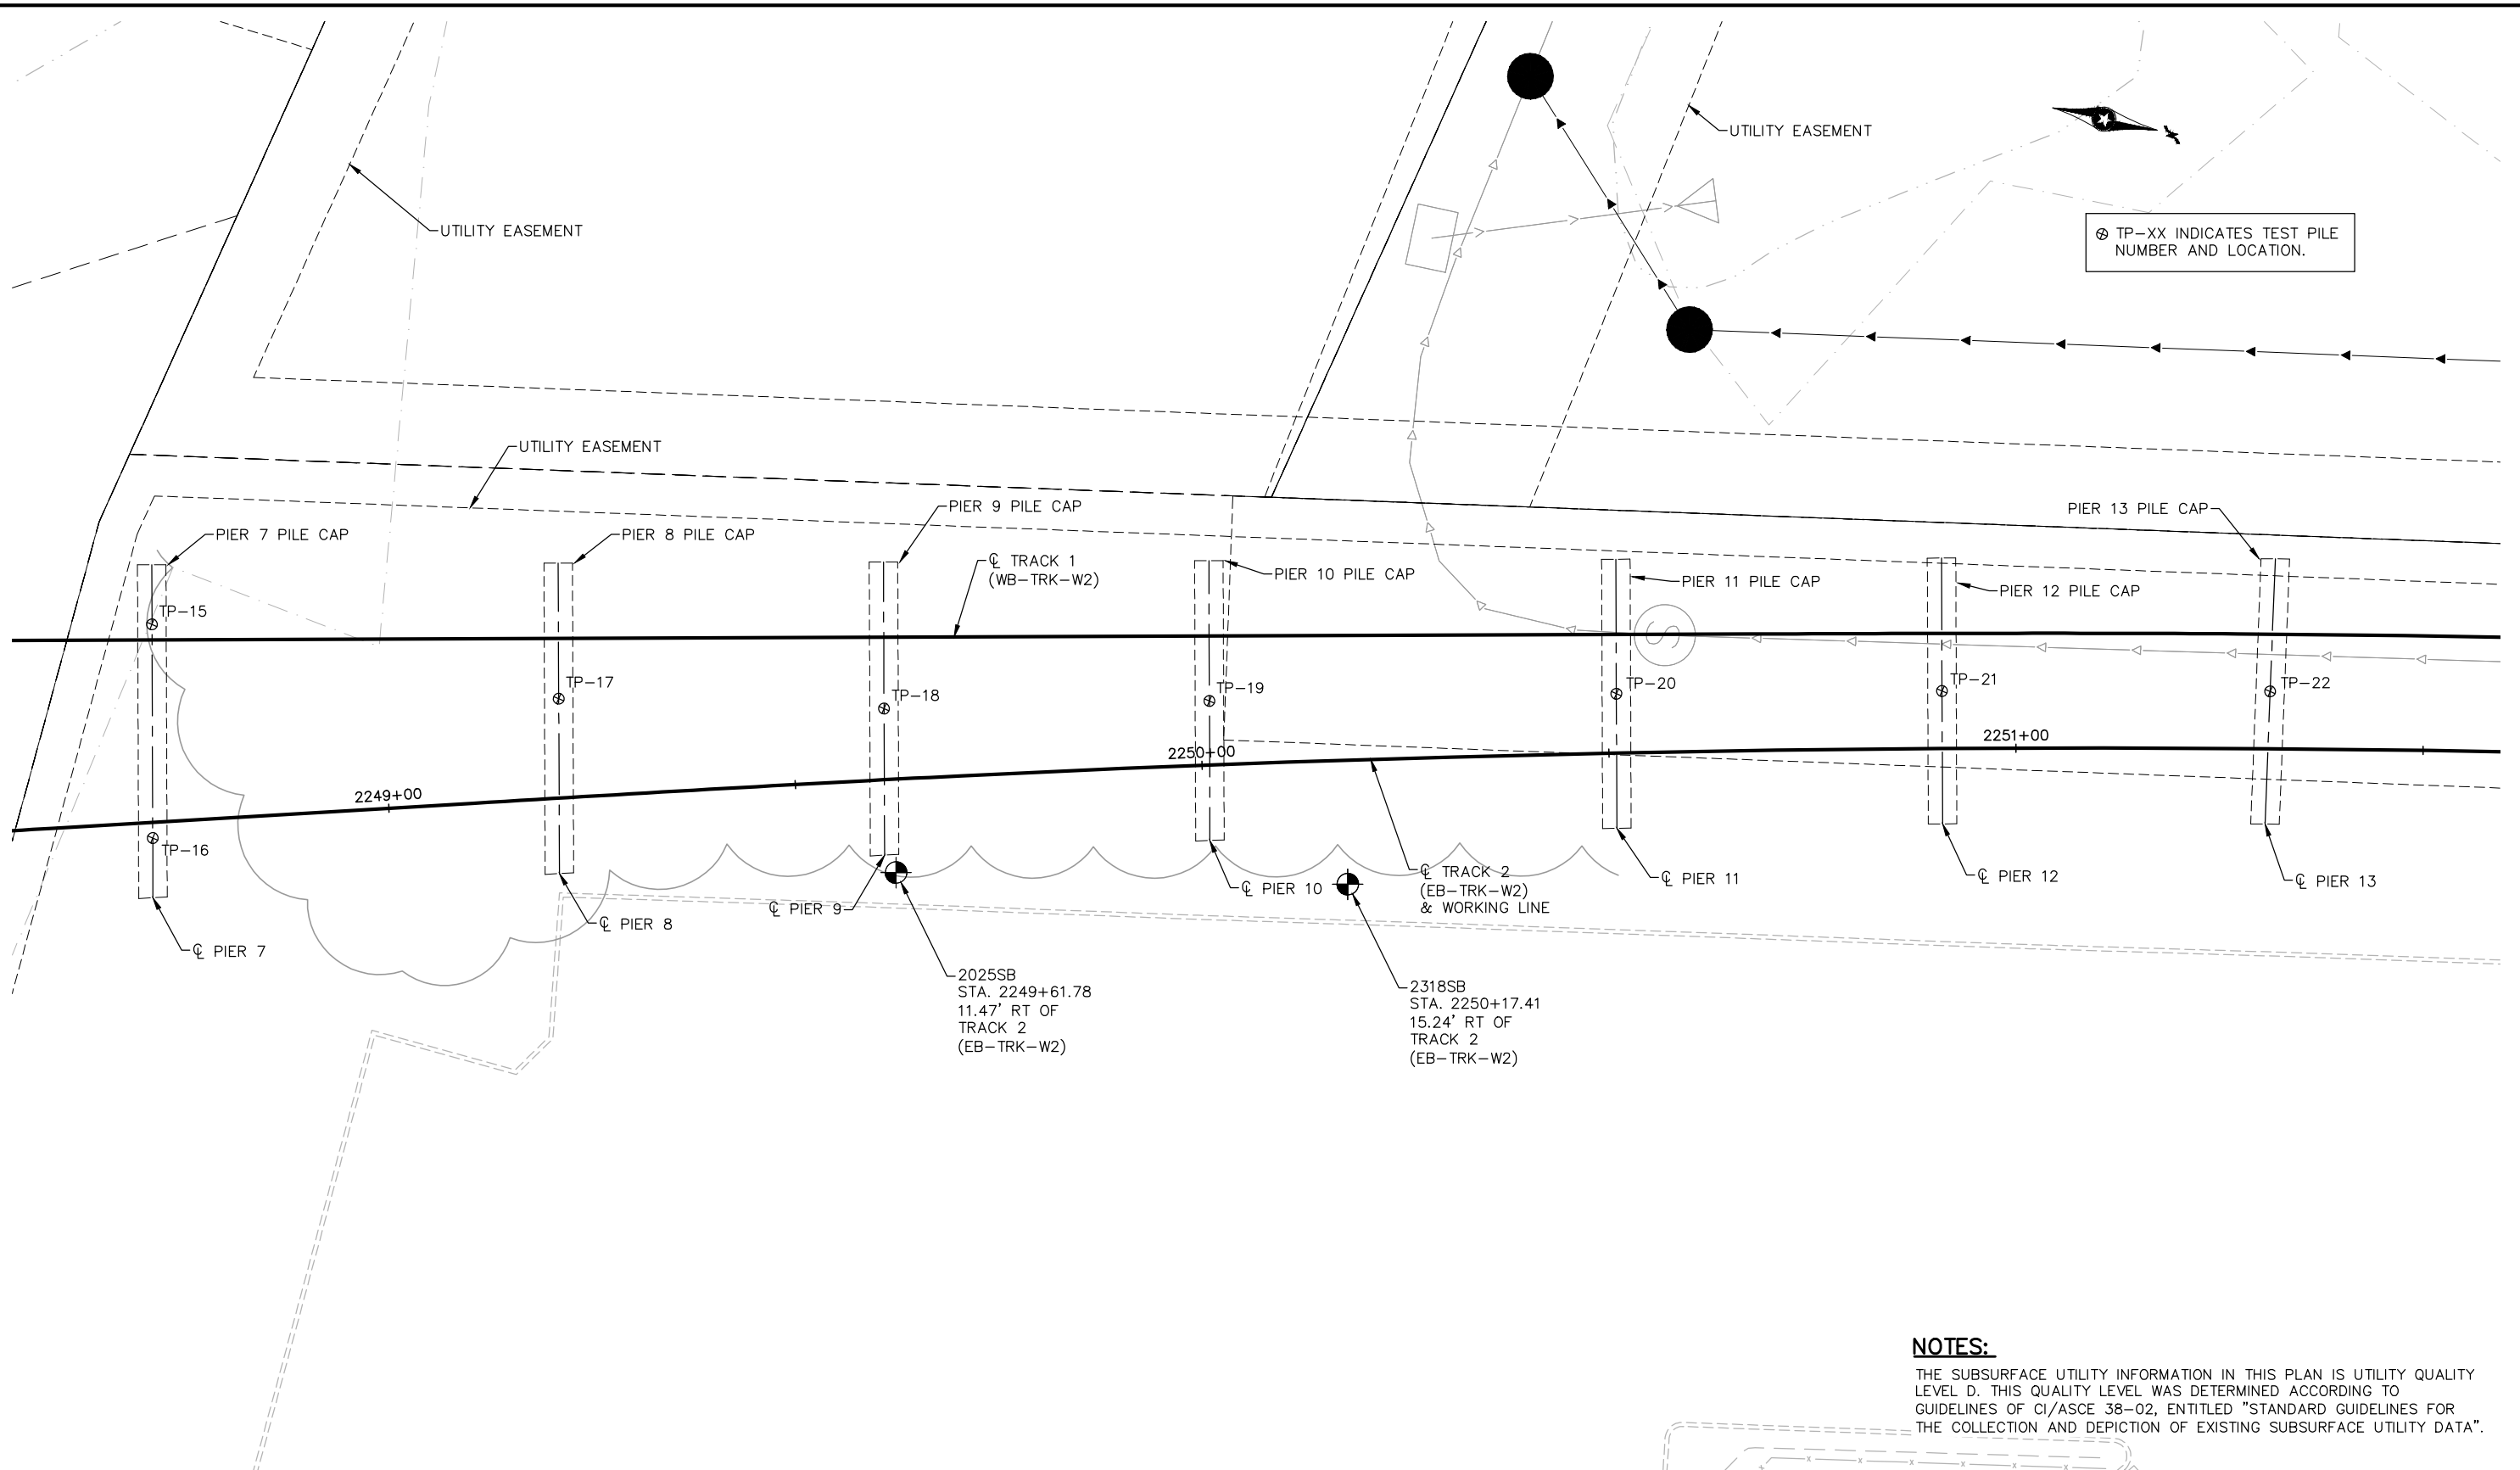 UTILITY EASEMENT
UTILITY EASEMENT
⊗ TP-XX INDICATES TEST PILE
NUMBER AND LOCATION.
UTILITY EASEMENT
PIER 7 PILE CAP
PIER 8 PILE CAP
PIER 9 PILE CAP
℄ TRACK 1
(WB-TRK-W2)
PIER 10 PILE CAP
PIER 11 PILE CAP
PIER 12 PILE CAP
PIER 13 PILE CAP
TP-15
TP-17
TP-18
TP-19
TP-20
TP-21
TP-22
S
2249+00
2250+00
2251+00
TP-16
℄ PIER 7
℄ PIER 8
℄ PIER 9
℄ PIER 10
℄ TRACK 2
(EB-TRK-W2)
& WORKING LINE
℄ PIER 11
℄ PIER 12
℄ PIER 13
2025SB
STA. 2249+61.78
11.47' RT OF
TRACK 2
(EB-TRK-W2)
2318SB
STA. 2250+17.41
15.24' RT OF
TRACK 2
(EB-TRK-W2)
NOTES:
THE SUBSURFACE UTILITY INFORMATION IN THIS PLAN IS UTILITY QUALITY
LEVEL D. THIS QUALITY LEVEL WAS DETERMINED ACCORDING TO
GUIDELINES OF CI/ASCE 38-02, ENTITLED "STANDARD GUIDELINES FOR
THE COLLECTION AND DEPICTION OF EXISTING SUBSURFACE UTILITY DATA".